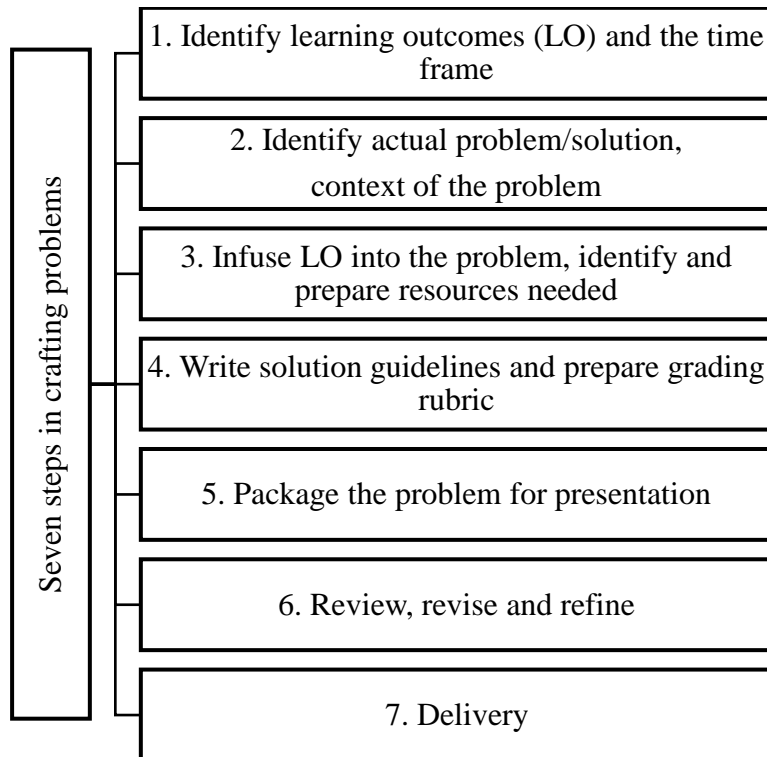 Seven steps in crafting problems
1. Identify learning outcomes (LO) and the time
frame
2. Identify actual problem/solution,
context of the problem
3. Infuse LO into the problem, identify and
prepare resources needed
4. Write solution guidelines and prepare grading
rubric
5. Package the problem for presentation
6. Review, revise and refine
7. Delivery